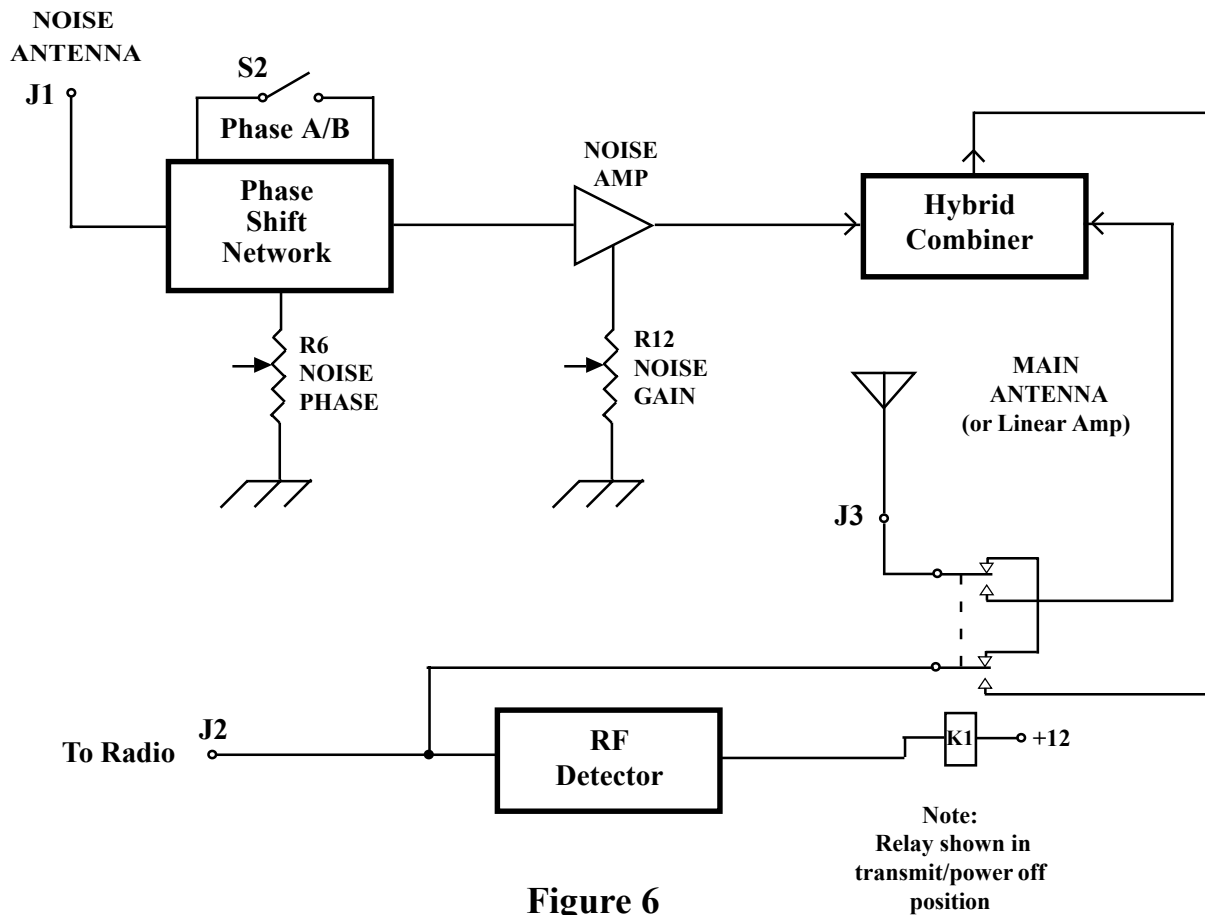 NOISE
ANTENNA
J1
S2
Phase A/B
Phase
Shift
Network
NOISE
AMP
Hybrid
Combiner
R6
NOISE
PHASE
R12
NOISE
GAIN
MAIN
ANTENNA
(or Linear Amp)
J3
J2
To Radio
RF
Detector
K1
+12
Note:
Relay shown in
transmit/power off
position
Figure 6